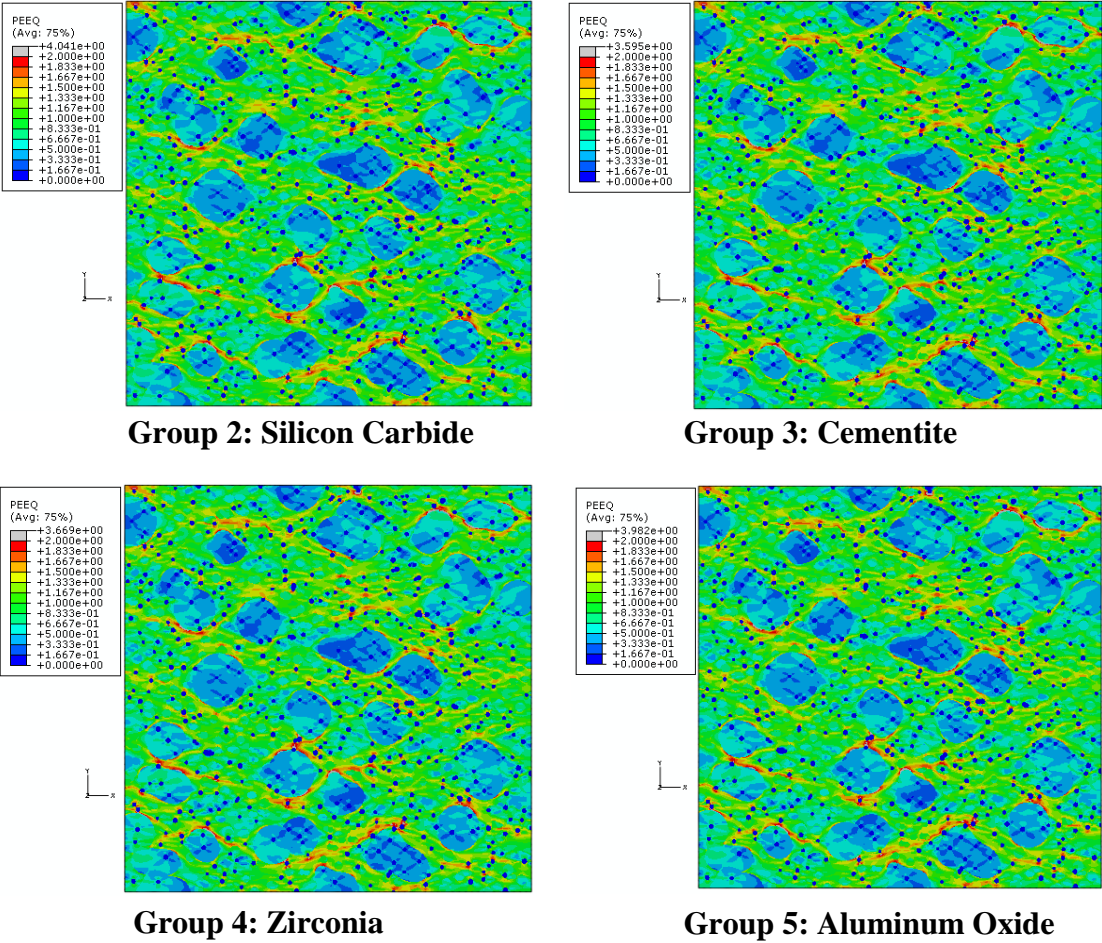 PEEQ
(Avg: 75%)
+4.041e+00
+2.000e+00
+1.833e+00
+1.667e+00
+1.500e+00
+1.333e+00
+1.167e+00
+1.000e+00
+8.333e-01
+6.667e-01
+5.000e-01
+3.333e-01
+1.667e-01
+0.000e+00
Y
Z
X
Group 2: Silicon Carbide
PEEQ
(Avg: 75%)
+3.595e+00
+2.000e+00
+1.833e+00
+1.667e+00
+1.500e+00
+1.333e+00
+1.167e+00
+1.000e+00
+8.333e-01
+6.667e-01
+5.000e-01
+3.333e-01
+1.667e-01
+0.000e+00
Y
Z
X
Group 3: Cementite
PEEQ
(Avg: 75%)
+3.669e+00
+2.000e+00
+1.833e+00
+1.667e+00
+1.500e+00
+1.333e+00
+1.167e+00
+1.000e+00
+8.333e-01
+6.667e-01
+5.000e-01
+3.333e-01
+1.667e-01
+0.000e+00
Y
Z
X
Group 4: Zirconia
PEEQ
(Avg: 75%)
+3.982e+00
+2.000e+00
+1.833e+00
+1.667e+00
+1.500e+00
+1.333e+00
+1.167e+00
+1.000e+00
+8.333e-01
+6.667e-01
+5.000e-01
+3.333e-01
+1.667e-01
+0.000e+00
Y
Z
X
Group 5: Aluminum Oxide